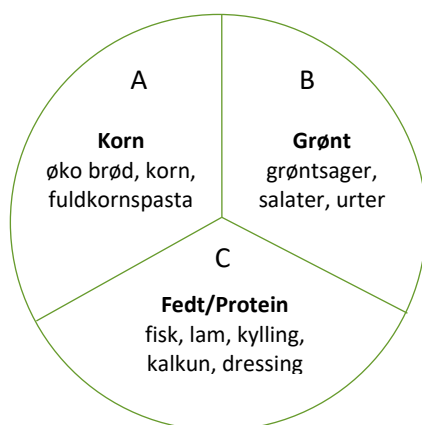 A
Korn
øko brød, korn,
fuldkornspasta
B
Grønt
grøntsager,
salater, urter
C
Fedt/Protein
fisk, lam, kylling,
kalkun, dressing